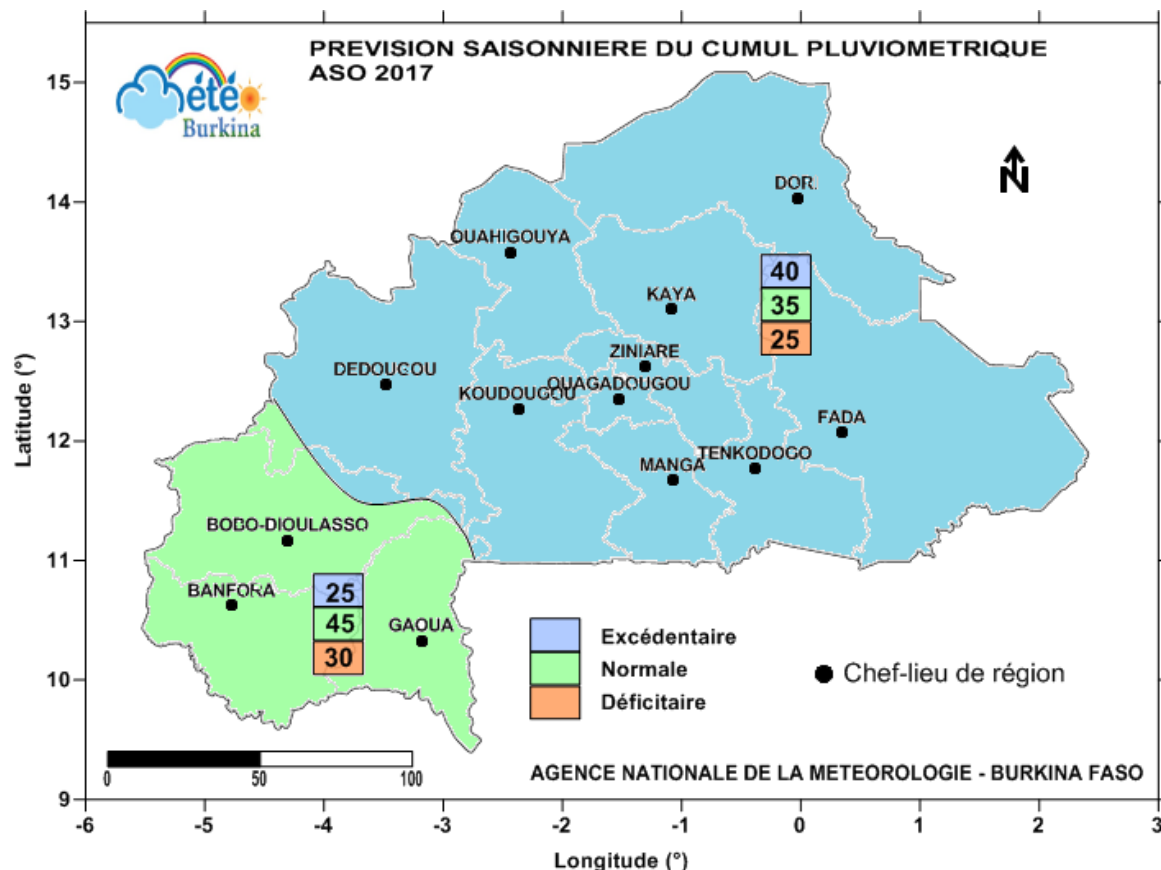 PREVISION SAISONNIERE DU CUMUL PLUVIOMETRIQUE
ASO 2017
Météo
Burkina
N
15
14
13
12
11
10
9
Latitude (°)
DORI
OUAHIGOUYA
40
35
25
KAYA
ZINIARE
DEDOUGOU
OUAGADOUGOU
KOUDOUGOU
FADA
TENKODOGO
MANGA
BOBO-DIOULASSO
BANFORA
25
45
30
GAOUA
Excédentaire
Normale
Déficitaire
Chef-lieu de région
0 50 100
AGENCE NATIONALE DE LA METEOROLOGIE - BURKINA FASO
-6 -5 -4 -3 -2 -1 0 1 2 3
Longitude (°)